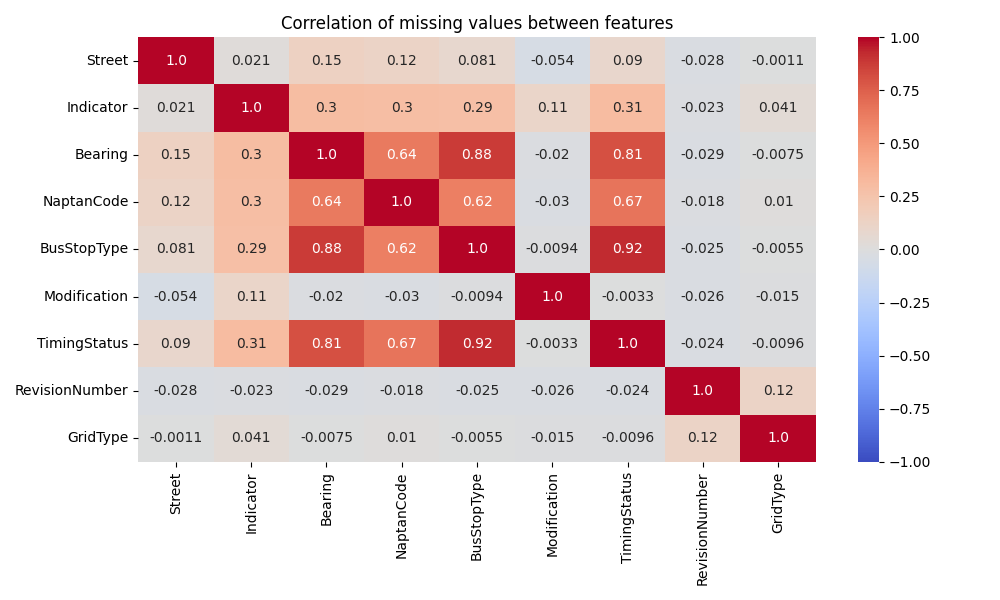 Correlation of missing values between features
Street 1.0 0.021 0.15 0.12 0.081 -0.054 0.09 -0.028 -0.0011
Indicator 0.021 1.0 0.3 0.3 0.29 0.11 0.31 -0.023 0.041
Bearing 0.15 0.3 1.0 0.64 0.88 -0.02 0.81 -0.029 -0.0075
NaptanCode 0.12 0.3 0.64 1.0 0.62 -0.03 0.67 -0.018 0.01
BusStopType 0.081 0.29 0.88 0.62 1.0 -0.0094 0.92 -0.025 -0.0055
Modification -0.054 0.11 -0.02 -0.03 -0.0094 1.0 -0.0033 -0.026 -0.015
TimingStatus 0.09 0.31 0.81 0.67 0.92 -0.0033 1.0 -0.024 -0.0096
RevisionNumber -0.028 -0.023 -0.029 -0.018 -0.025 -0.026 -0.024 1.0 0.12
GridType -0.0011 0.041 -0.0075 0.01 -0.0055 -0.015 -0.0096 0.12 1.0
Street
Indicator
Bearing
NaptanCode
BusStopType
Modification
TimingStatus
RevisionNumber
GridType
1.00
0.75
0.50
0.25
0.00
−0.25
−0.50
−0.75
−1.00